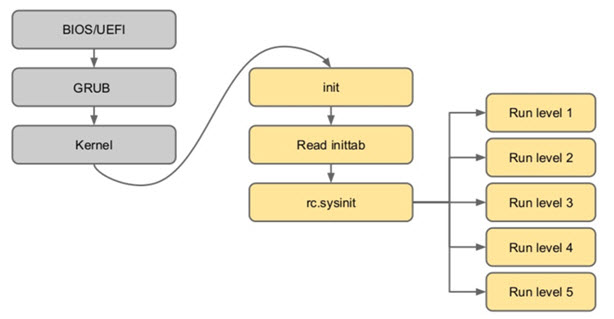 BIOS/UEFI
GRUB
Kernel
init
Read inittab
rc.sysinit
Run level 1
Run level 2
Run level 3
Run level 4
Run level 5